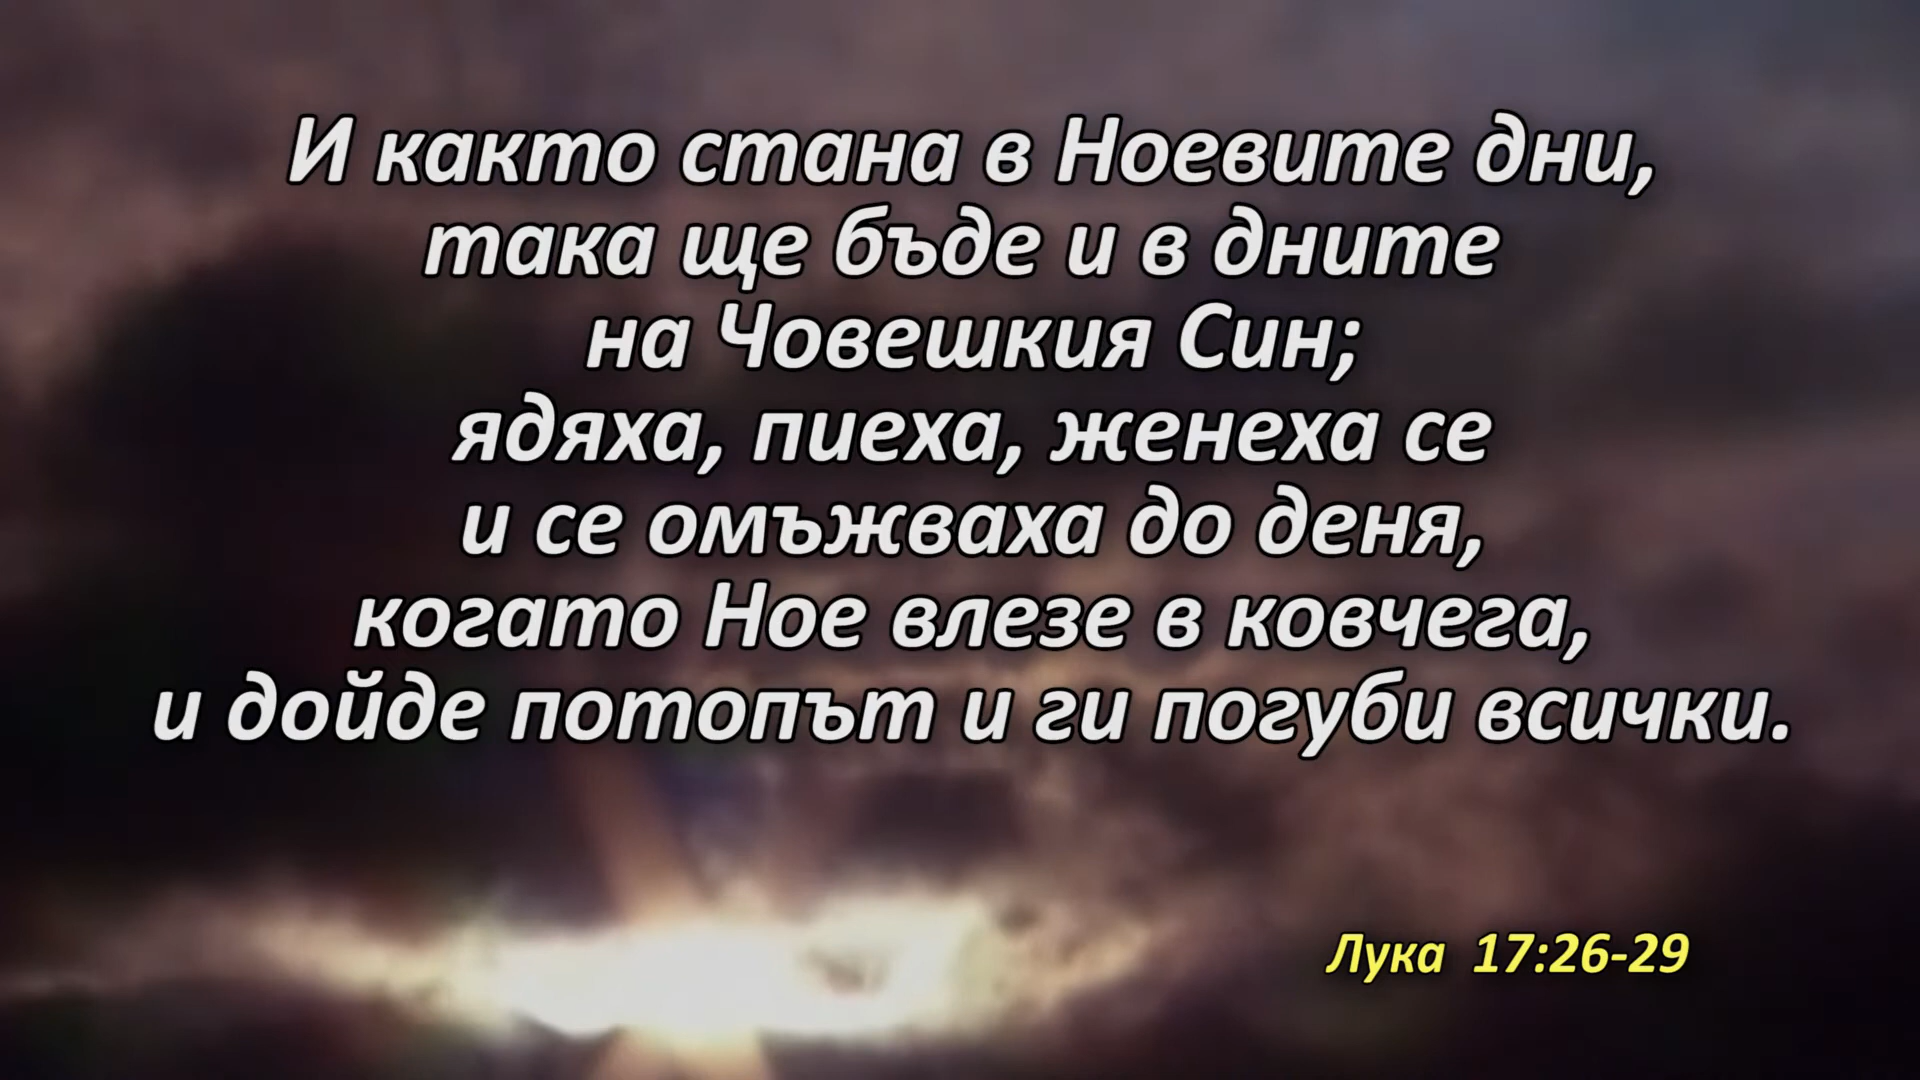 И както стана в Ноевите дни,
така ще бъде и в дните
на Човешкия Син;
ядяха, пиеха, женеха се
и се омъжваха до деня,
когато Ное влезе в ковчега,
и дойде потопът и ги погуби всички.
Лука 17:26-29